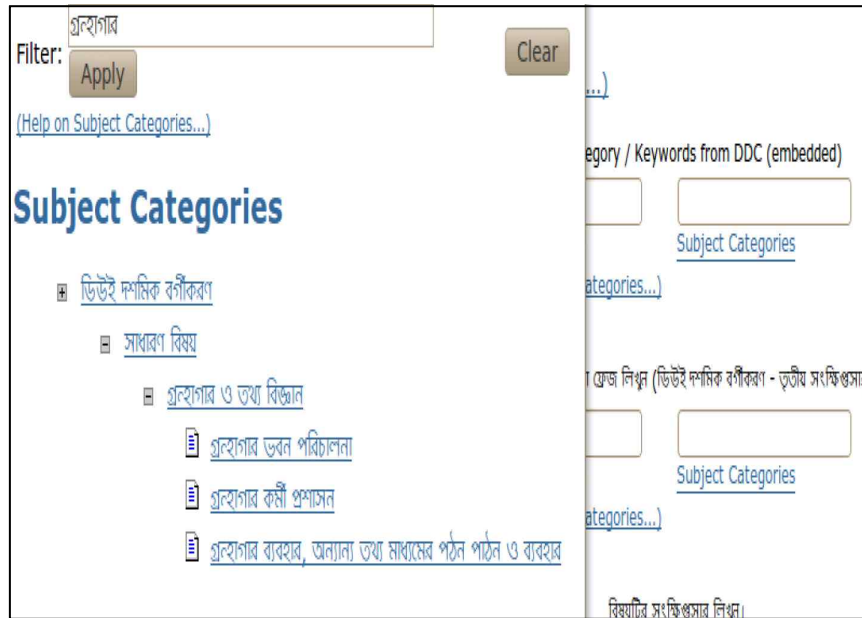 গ্রন্হাগার
Filter:
Apply
Clear
(Help on Subject Categories...)
Subject Categories
ডিউই দশমিক বর্গীকরণ
সাধারণ বিষয়
গ্রন্হাগার ও তথ্য বিজ্ঞান
গ্রন্হাগার ভবন পরিচালনা
গ্রন্হাগার কর্মী প্রশাসন
গ্রন্হাগার ব্যবহার, অন্যান্য তথ্য মাধ্যমের পঠন পাঠন ও ব্যবহার
...)
egory / Keywords from DDC (embedded)
Subject Categories
ategories...)
া ফ্রেজ লিখুন (ডিউই দশমিক বর্গীকরণ - তৃতীয় সংক্ষিপ্তসার
Subject Categories
ategories...)
বিষয়টির সংক্ষিপ্তসার লিখুন।